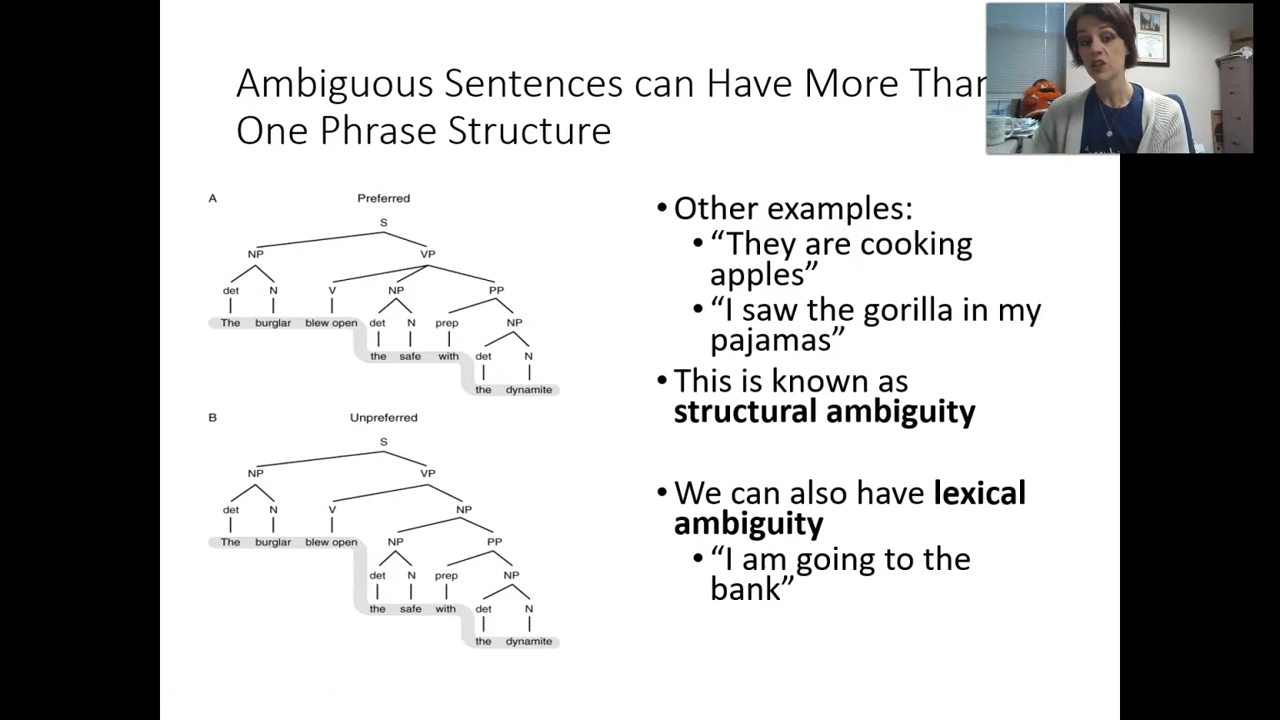 Ambiguous Sentences can Have More Than
One Phrase Structure
A Preferred
S
NP VP
det N V NP PP
The burglar blew open det N prep NP
the safe with det N
the dynamite
B Unpreferred
S
NP VP
det N V NP
The burglar blew open NP PP
det N prep NP
the safe with det N
the dynamite
• Other examples:
• “They are cooking
apples”
• “I saw the gorilla in my
pajamas”
• This is known as
structural ambiguity
• We can also have lexical
ambiguity
• “I am going to the
bank”